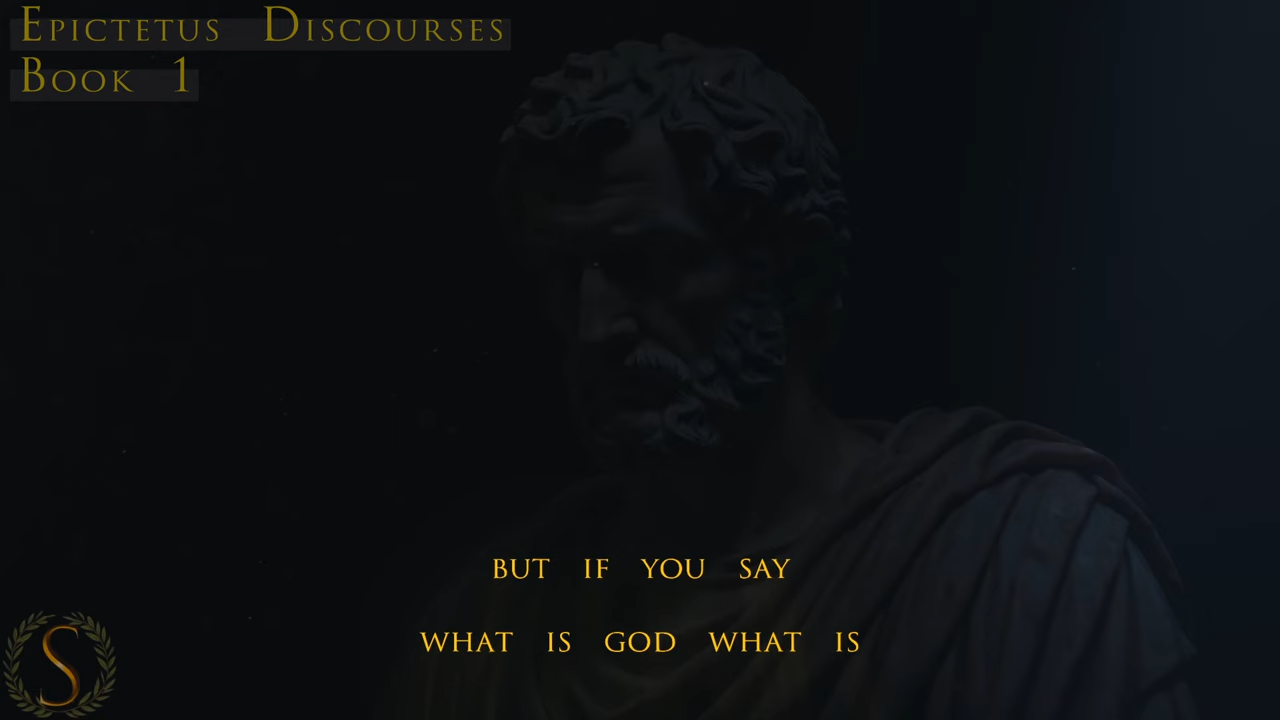 Epictetus Discourses
Book 1
BUT IF YOU SAY
WHAT IS GOD WHAT IS
S